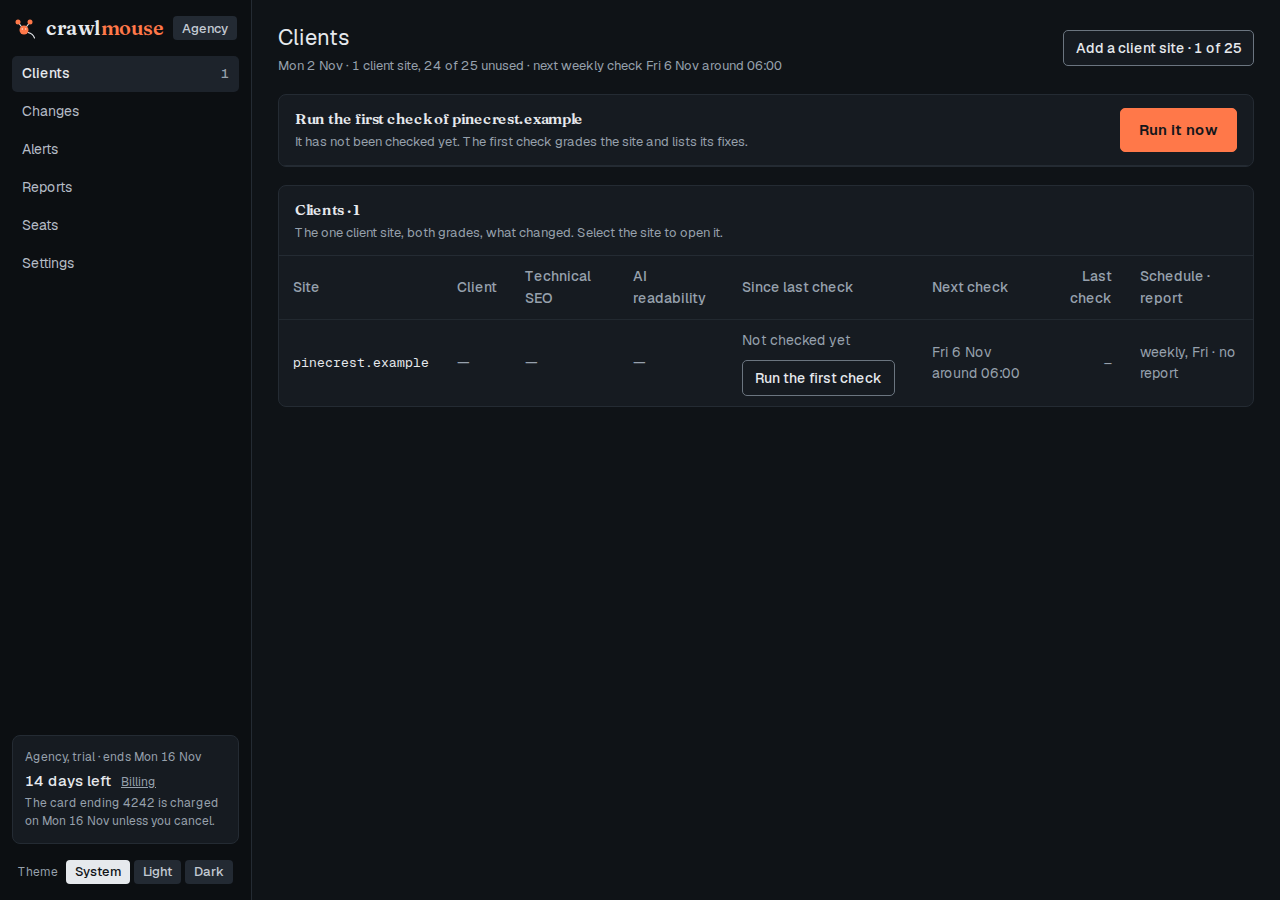 crawlmouse Agency
Clients 1
Changes
Alerts
Reports
Seats
Settings
Agency, trial · ends Mon 16 Nov
14 days left Billing
The card ending 4242 is charged
on Mon 16 Nov unless you cancel.
Theme System Light Dark
Clients
Mon 2 Nov · 1 client site, 24 of 25 unused · next weekly check Fri 6 Nov around 06:00
Add a client site · 1 of 25
Run the first check of pinecrest.example
It has not been checked yet. The first check grades the site and lists its fixes.
Run it now
Clients · 1
The one client site, both grades, what changed. Select the site to open it.
Site Client Technical SEO AI readability Since last check Next check Last check Schedule · report
pinecrest.example — — — Not checked yet Fri 6 Nov around 06:00 – weekly, Fri · no report
Run the first check